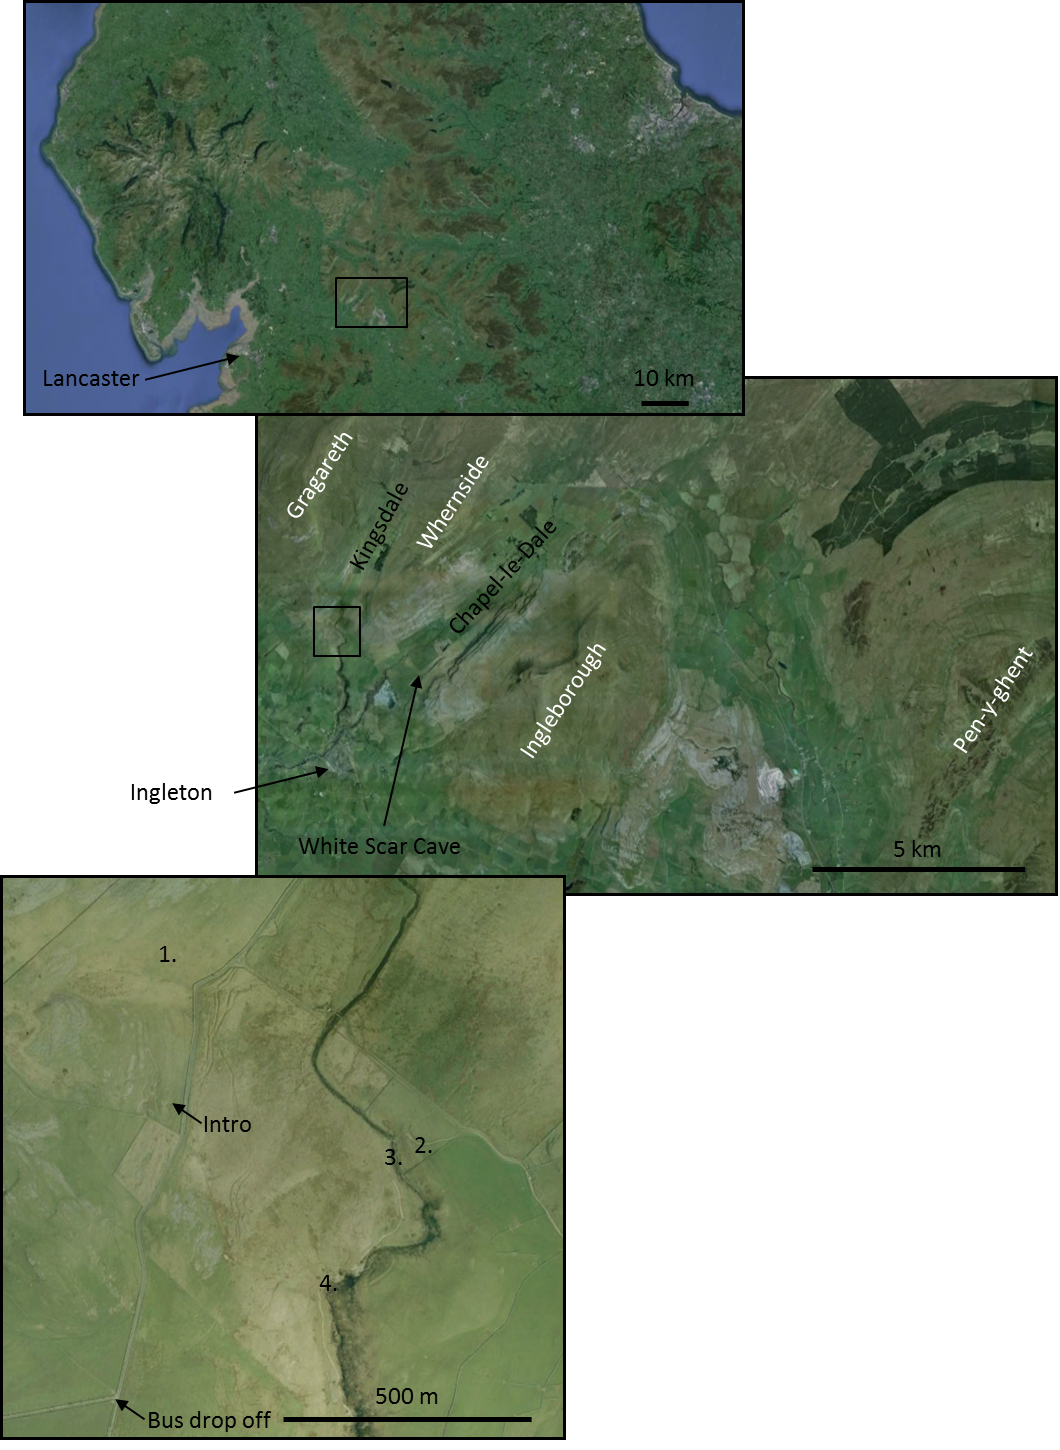 Lancaster
10 km
Gragareth
Kingsdale
Whernside
Chapel-le-Dale
Ingleborough
Pen-y-ghent
Ingleton
White Scar Cave
5 km
1.
Intro
2.
3.
4.
500 m
Bus drop off